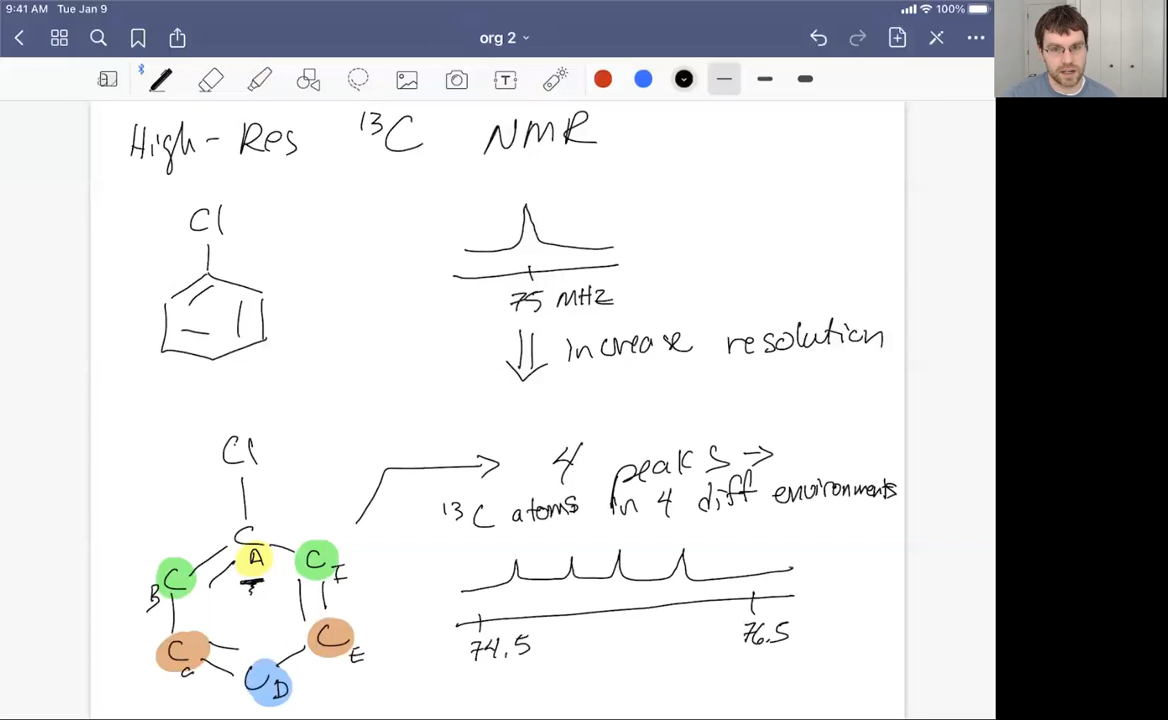 9:41 AM Tue Jan 9
100%
org 2
T
High-Res ¹³C NMR
Cl
75 MHz
increase resolution
Cl
4 peaks →
¹³C atoms in 4 diff environments
C
A
C
B
C
F
C
C
C
D
C
E
74.5
76.5